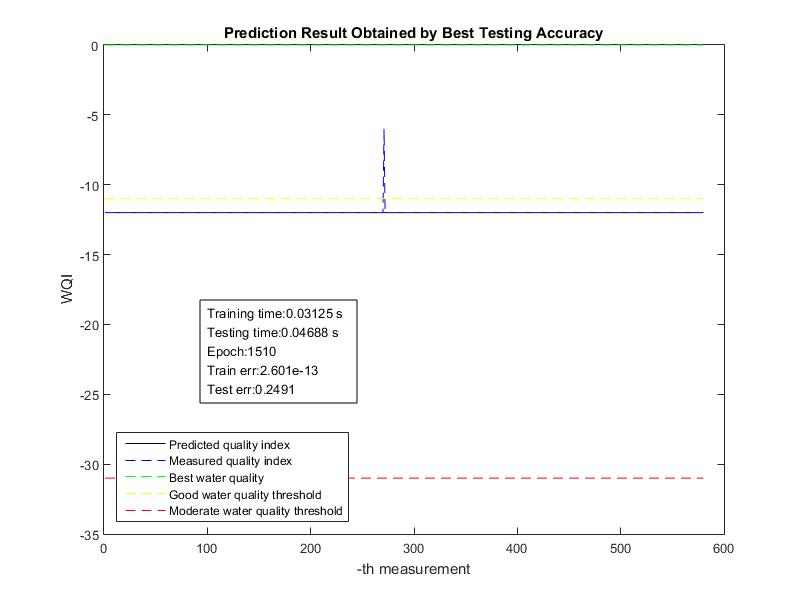 Prediction Result Obtained by Best Testing Accuracy
0
-5
-10
-15
-20
-25
-30
-35
WQI
Training time:0.03125 s
Testing time:0.04688 s
Epoch:1510
Train err:2.601e-13
Test err:0.2491
Predicted quality index
Measured quality index
Best water quality
Good water quality threshold
Moderate water quality threshold
0 100 200 300 400 500 600
-th measurement